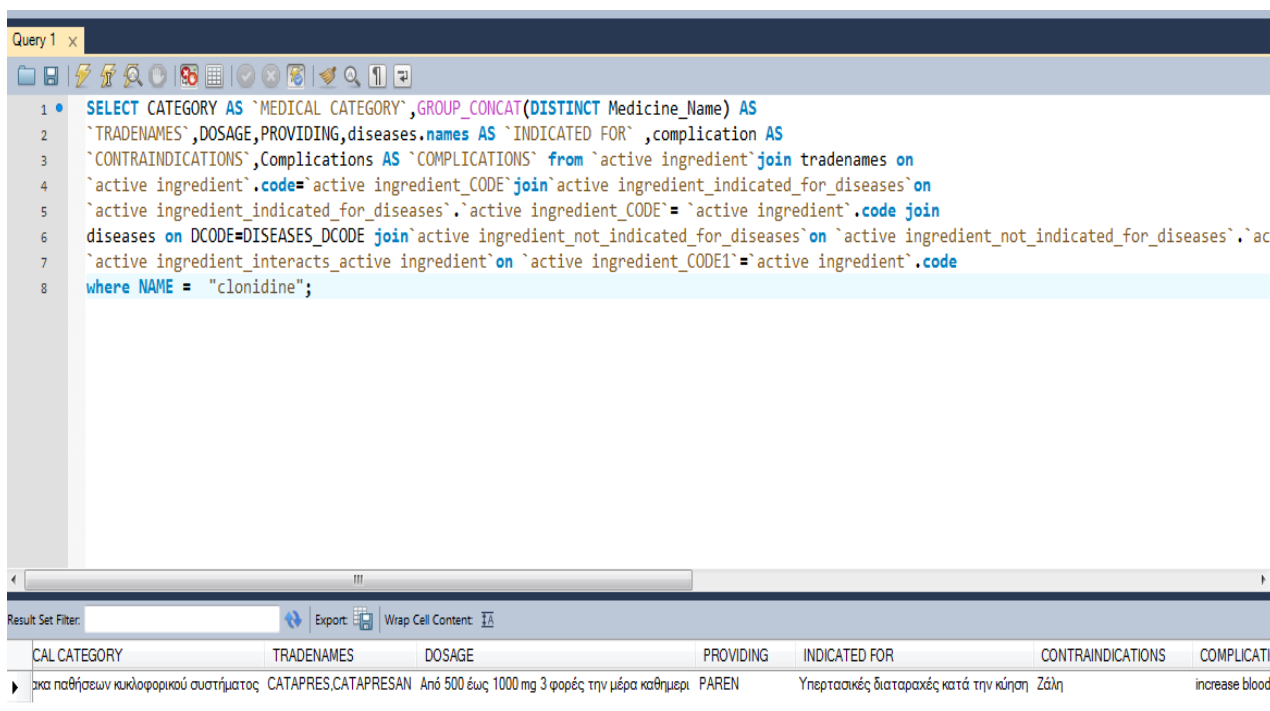 Query 1
1 SELECT CATEGORY AS `MEDICAL CATEGORY`,GROUP_CONCAT(DISTINCT Medicine_Name) AS
2 `TRADENAMES`,DOSAGE,PROVIDING,diseases.names AS `INDICATED FOR` ,complication AS
3 `CONTRAINDICATIONS`,Complications AS `COMPLICATIONS` from `active ingredient`join tradenames on
4 `active ingredient`.code=`active ingredient_CODE`join`active ingredient_indicated_for_diseases`on
5 `active ingredient_indicated_for_diseases`.`active ingredient_CODE`= `active ingredient`.code join
6 diseases on DCODE=DISEASES_DCODE join`active ingredient_not_indicated_for_diseases`on `active ingredient_not_indicated_for_diseases`.`ac
7 `active ingredient_interacts_active ingredient`on `active ingredient_CODE1`=`active ingredient`.code
8 where NAME = "clonidine";
Result Set Filter: Export: Wrap Cell Content:
CAL CATEGORY TRADENAMES DOSAGE PROVIDING INDICATED FOR CONTRAINDICATIONS COMPLICATI
ακα παθήσεων κυκλοφορικού συστήματος CATAPRES,CATAPRESAN Από 500 έως 1000 mg 3 φορές την μέρα καθημερι PAREN Υπερτασικές διαταραχές κατά την κύηση Ζάλη increase blood